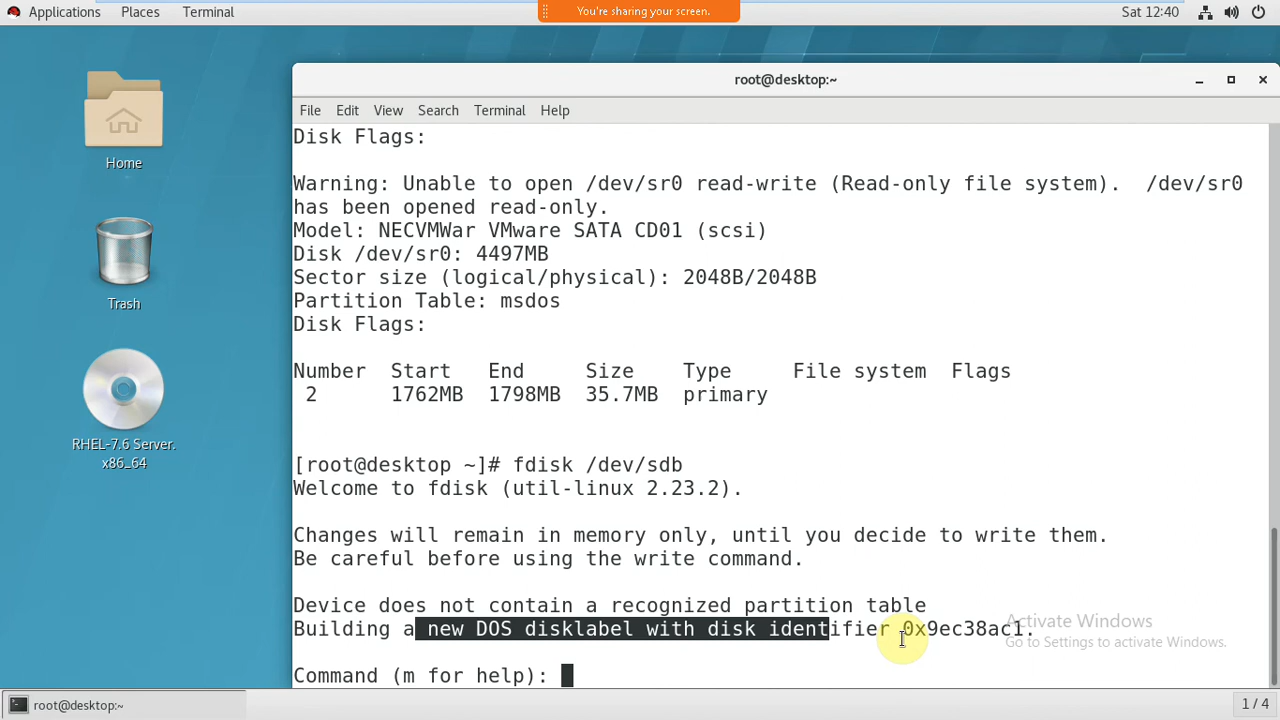 Applications Places Terminal
You're sharing your screen.
Sat 12:40
root@desktop:~
File Edit View Search Terminal Help
Disk Flags:
Warning: Unable to open /dev/sr0 read-write (Read-only file system).  /dev/sr0
has been opened read-only.
Model: NECVMWar VMware SATA CD01 (scsi)
Disk /dev/sr0: 4497MB
Sector size (logical/physical): 2048B/2048B
Partition Table: msdos
Disk Flags:
Number  Start   End     Size    Type     File system  Flags
2      1762MB  1798MB  35.7MB  primary
[root@desktop ~]# fdisk /dev/sdb
Welcome to fdisk (util-linux 2.23.2).
Changes will remain in memory only, until you decide to write them.
Be careful before using the write command.
Device does not contain a recognized partition table
Building a new DOS disklabel with disk identifier 0x9ec38ac1.
Command (m for help):
Home
Trash
RHEL-7.6 Server.
x86_64
Activate Windows
Go to Settings to activate Windows.
root@desktop:~
1 / 4